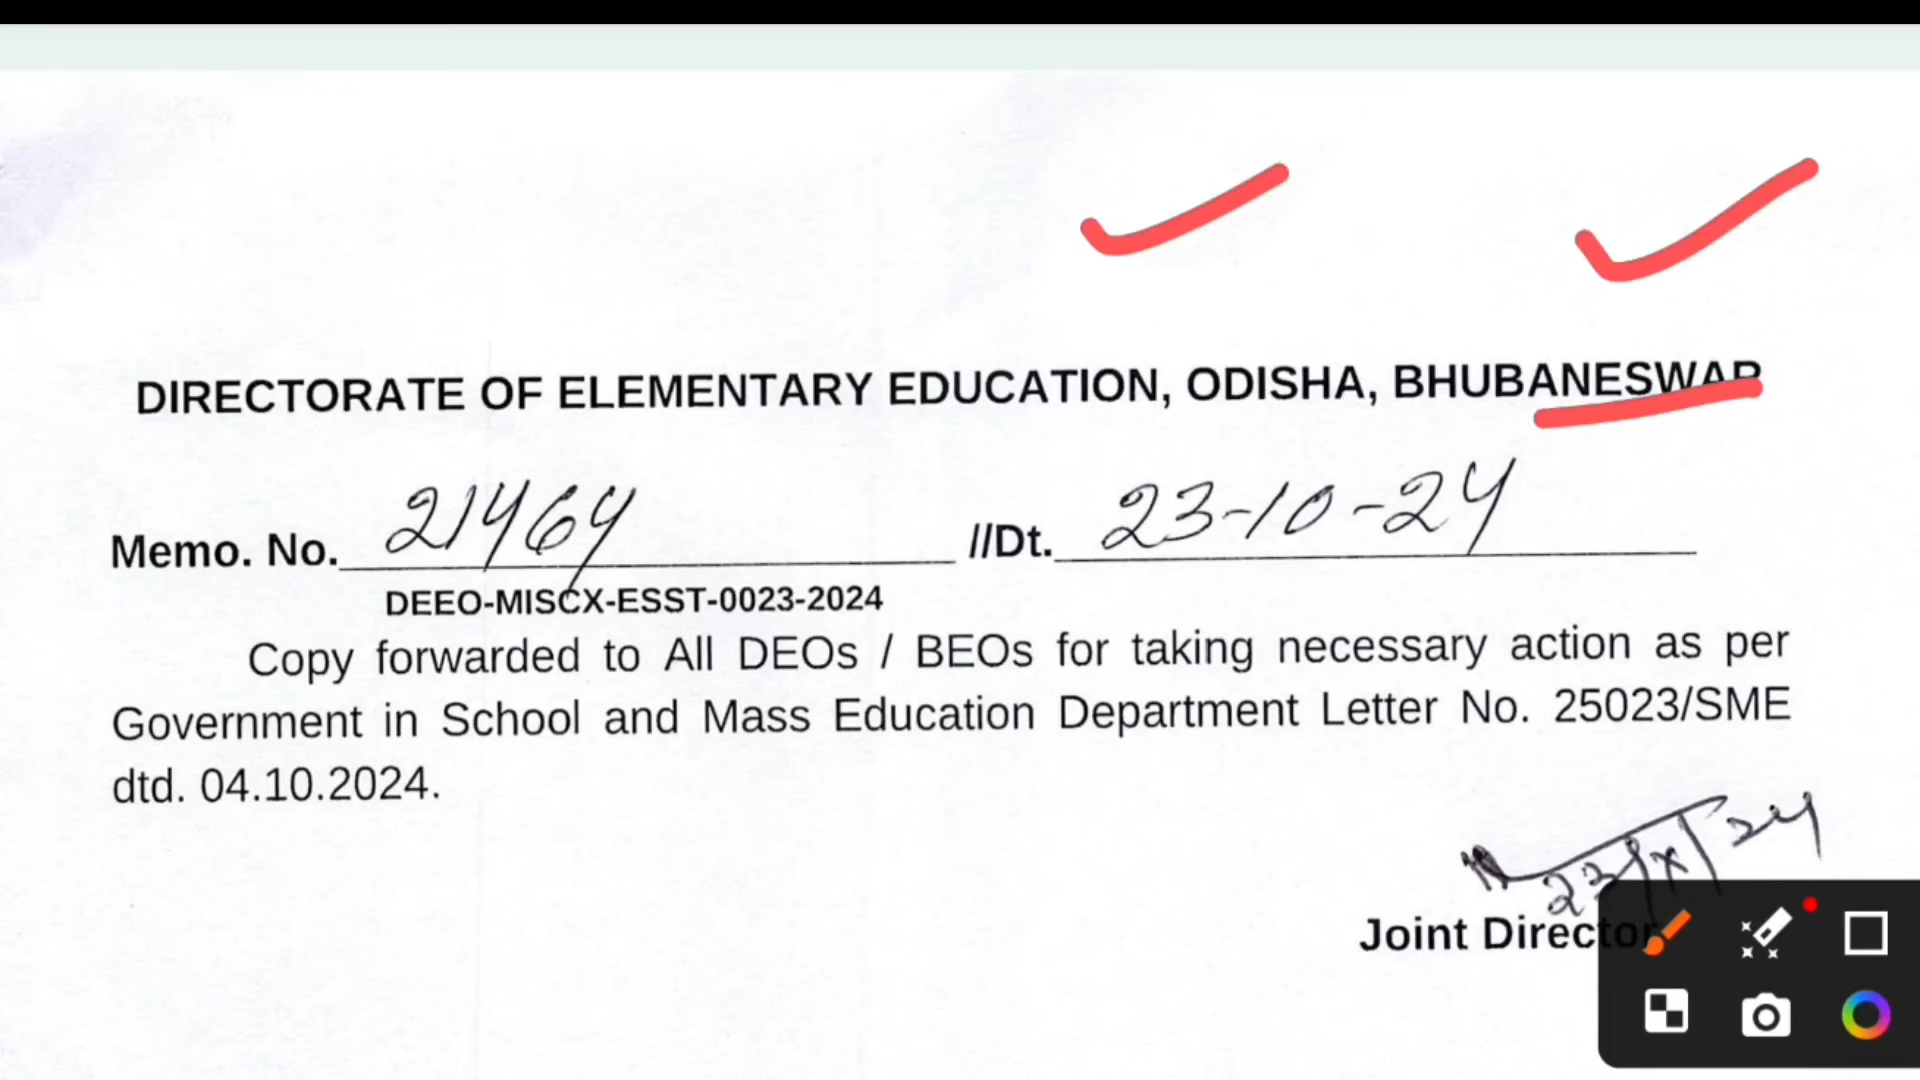 DIRECTORATE OF ELEMENTARY EDUCATION, ODISHA, BHUBANESWAR
Memo. No. 21464 //Dt. 23-10-24
DEEO-MISCX-ESST-0023-2024
Copy forwarded to All DEOs / BEOs for taking necessary action as per
Government in School and Mass Education Department Letter No. 25023/SME
dtd. 04.10.2024.
23/X/24
Joint Director